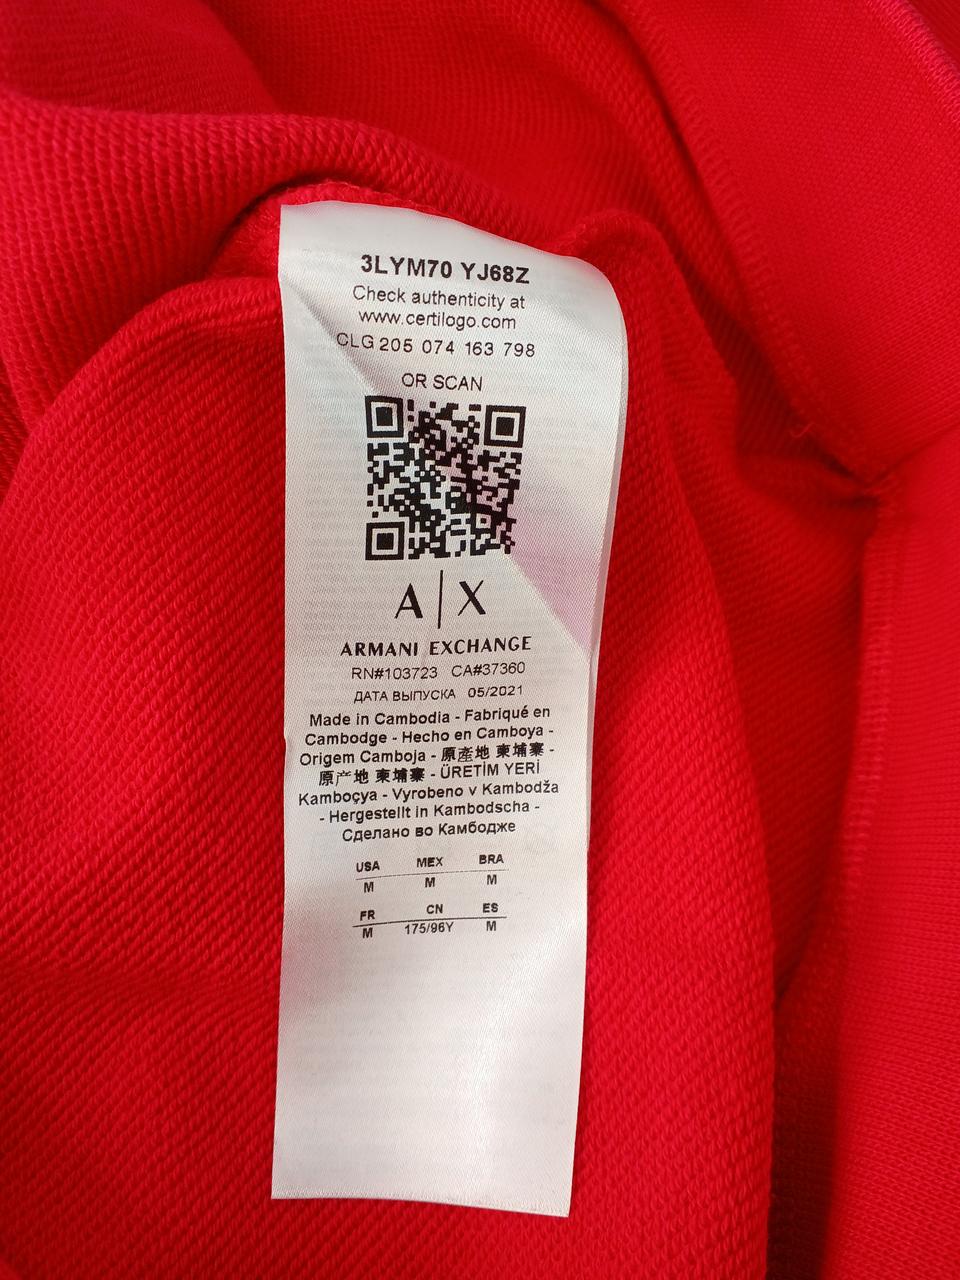 3LYM70 YJ68Z
Check authenticity at
www.certilogo.com
CLG 205 074 163 798
OR SCAN
A|X
ARMANI EXCHANGE
RN#103723 CA#37360
ДАТА ВЫПУСКА 05/2021
Made in Cambodia - Fabriqué en
Cambodge - Hecho en Camboya -
Origem Camboja - 原產地 柬埔寨 -
原产地 柬埔寨 - ÜRETİM YERİ
Kamboçya - Vyrobeno v Kambodža
- Hergestellt in Kambodscha -
Сделано во Камбодже
USA MEX BRA
M M M
FR CN ES
M 175/96Y M